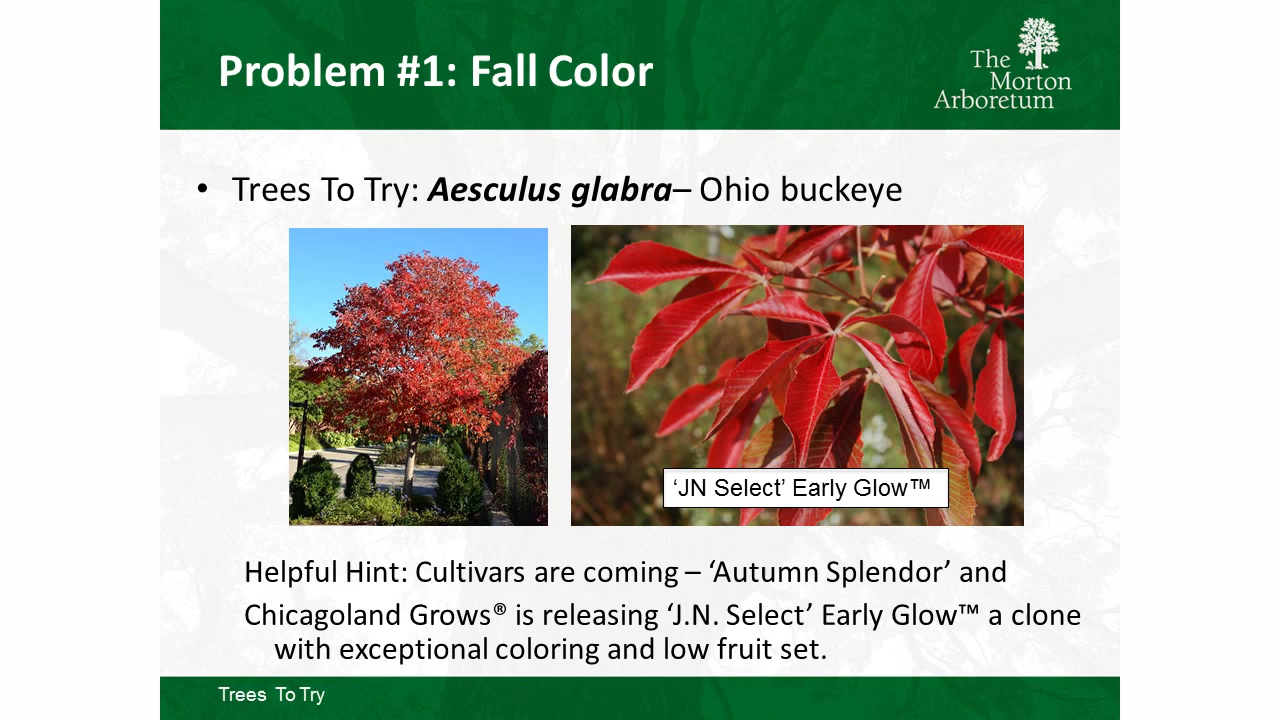 Problem #1: Fall Color
The
Morton
Arboretum
• Trees To Try: Aesculus glabra– Ohio buckeye
‘JN Select’ Early Glow™
Helpful Hint: Cultivars are coming – ‘Autumn Splendor’ and
Chicagoland Grows® is releasing ‘J.N. Select’ Early Glow™ a clone
with exceptional coloring and low fruit set.
Trees To Try